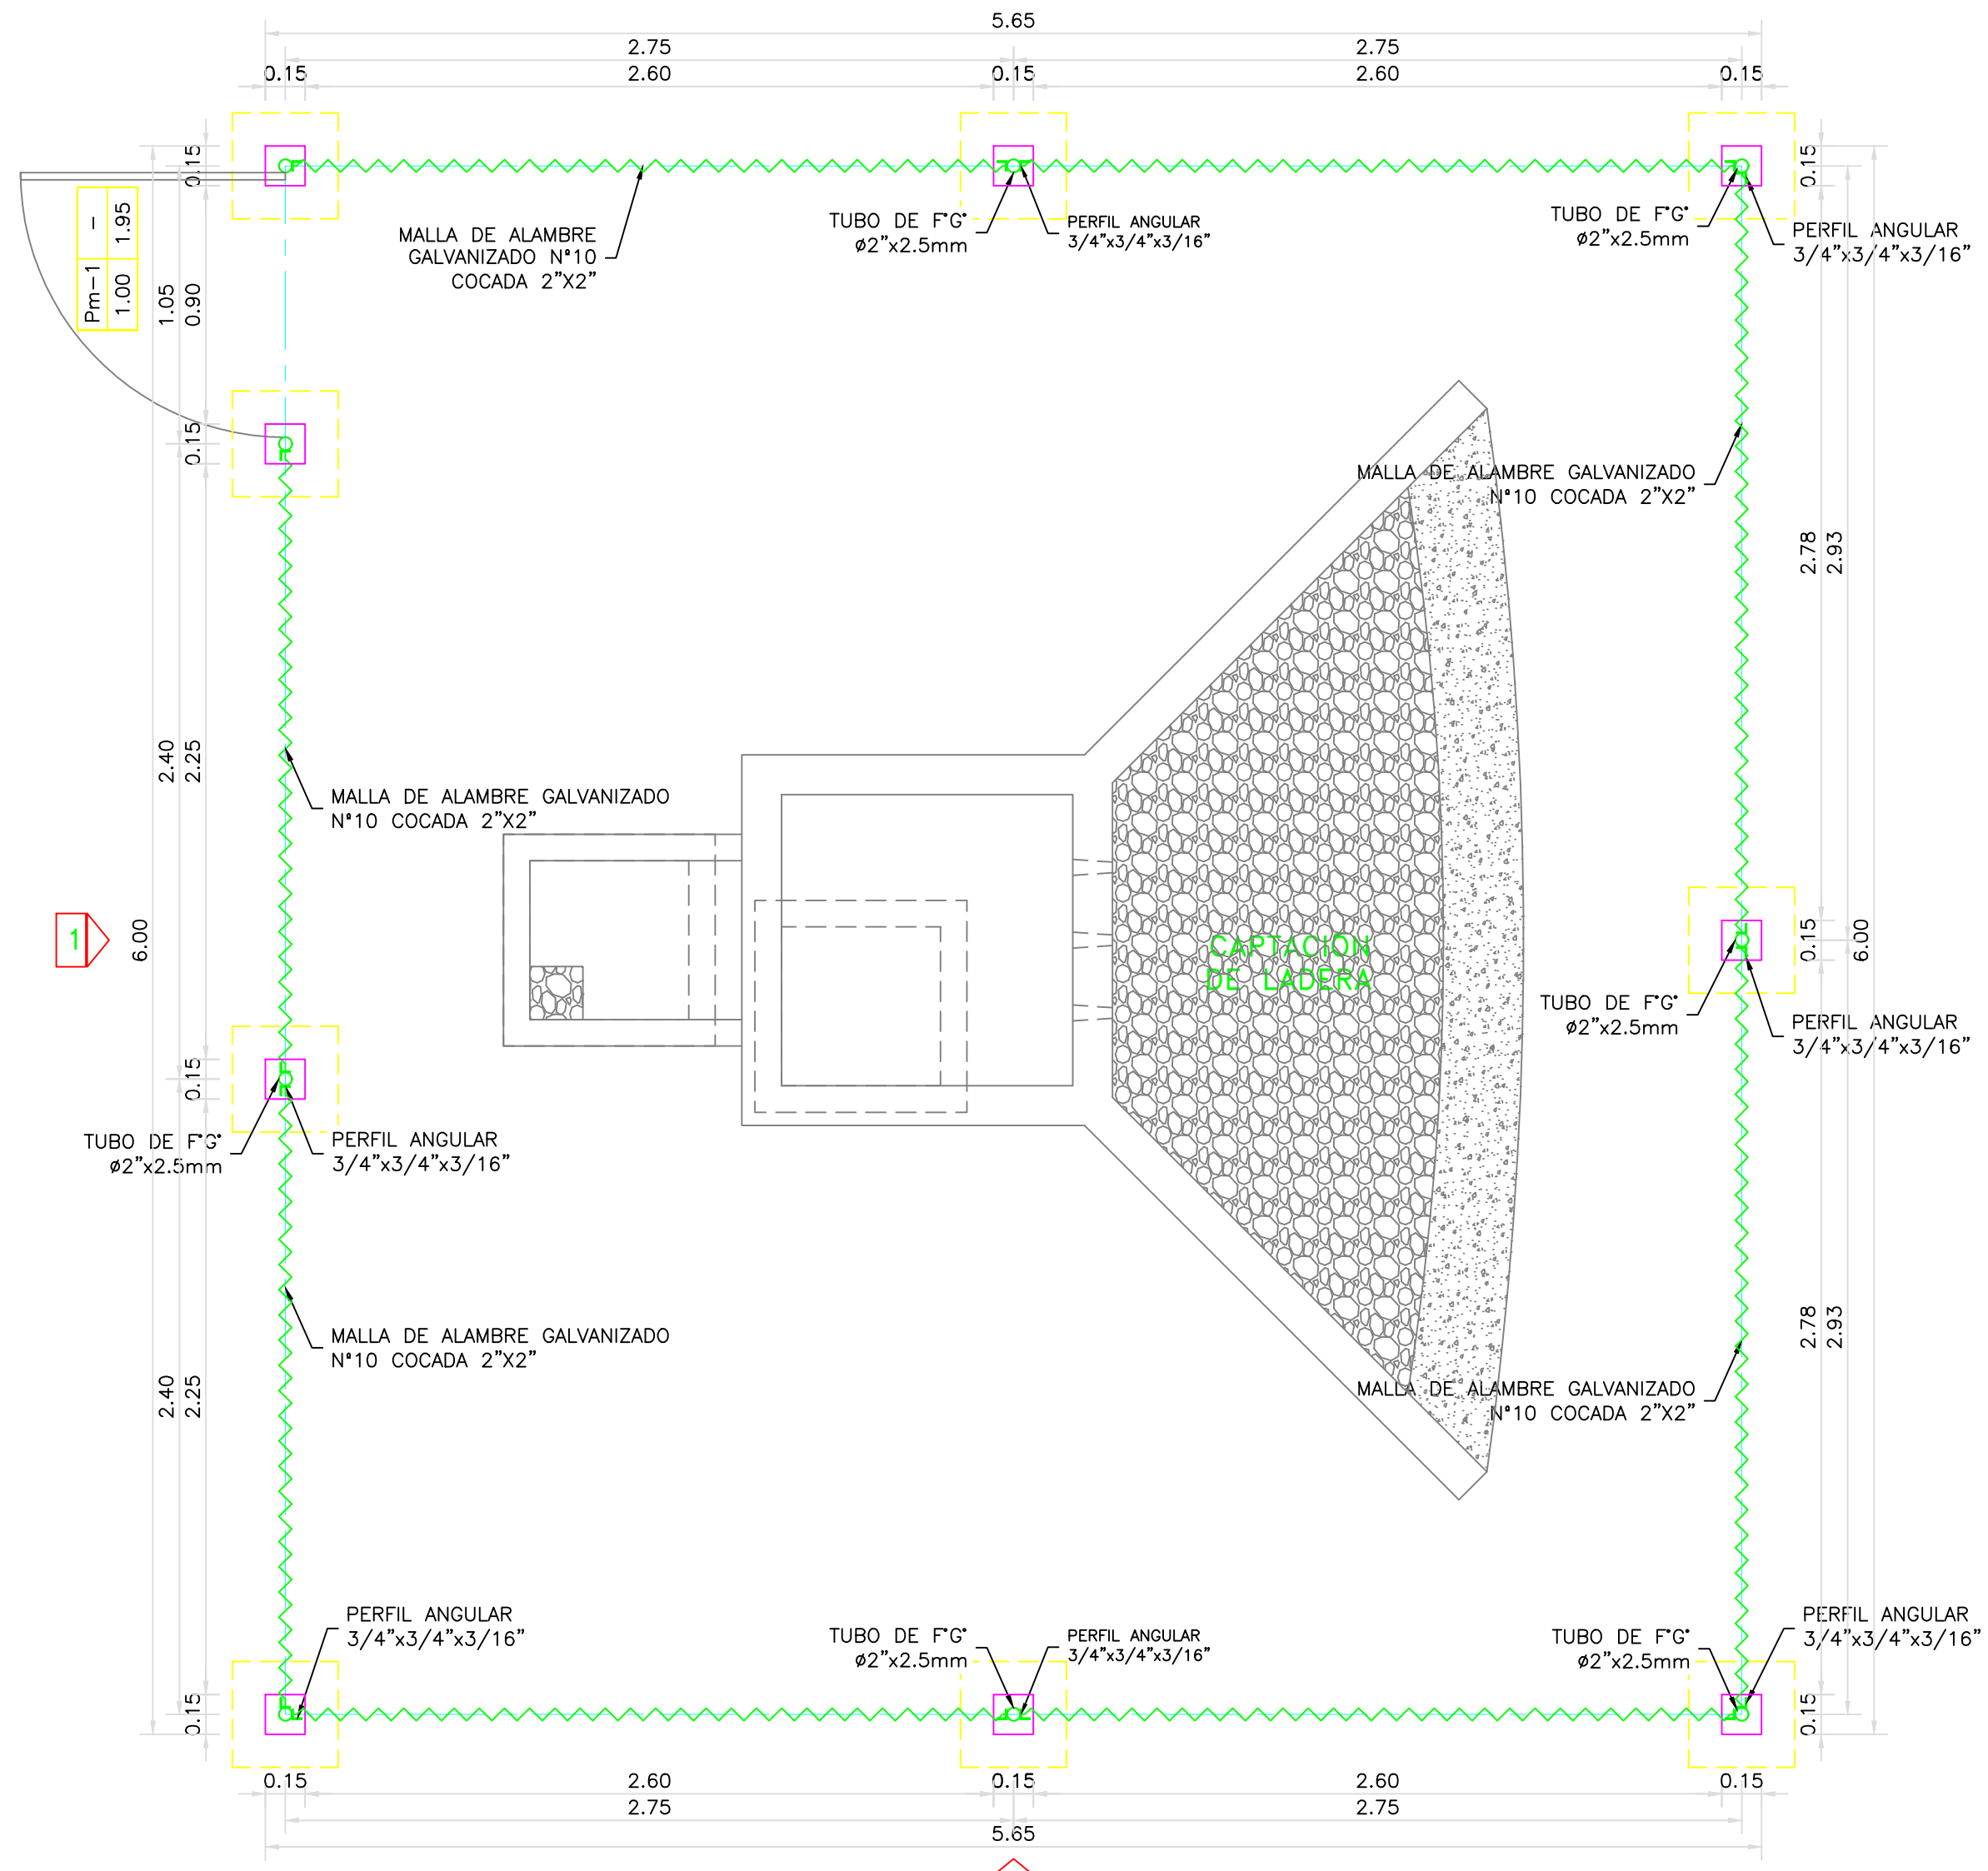 5.65
2.75
2.75
0.15
2.60
0.15
2.60
0.15
0.15
0.15
Pm-1
-
1.00
1.95
1.05
0.90
MALLA DE ALAMBRE
GALVANIZADO Nº10
COCADA 2"X2"
TUBO DE F°G°
ø2"x2.5mm
PERFIL ANGULAR
3/4"x3/4"x3/16"
TUBO DE F°G°
ø2"x2.5mm
PERFIL ANGULAR
3/4"x3/4"x3/16"
0.15
MALLA DE ALAMBRE GALVANIZADO
Nº10 COCADA 2"X2"
2.78
2.93
2.40
2.25
MALLA DE ALAMBRE GALVANIZADO
Nº10 COCADA 2"X2"
1
6.00
CAPTACIÓN
DE LADERA
0.15
6.00
TUBO DE F°G°
ø2"x2.5mm
PERFIL ANGULAR
3/4"x3/4"x3/16"
0.15
TUBO DE F°G°
ø2"x2.5mm
PERFIL ANGULAR
3/4"x3/4"x3/16"
MALLA DE ALAMBRE GALVANIZADO
Nº10 COCADA 2"X2"
2.40
2.25
2.78
2.93
MALLA DE ALAMBRE GALVANIZADO
Nº10 COCADA 2"X2"
PERFIL ANGULAR
3/4"x3/4"x3/16"
TUBO DE F°G°
ø2"x2.5mm
PERFIL ANGULAR
3/4"x3/4"x3/16"
TUBO DE F°G°
ø2"x2.5mm
PERFIL ANGULAR
3/4"x3/4"x3/16"
0.15
0.15
0.15
2.60
0.15
2.60
0.15
2.75
2.75
5.65